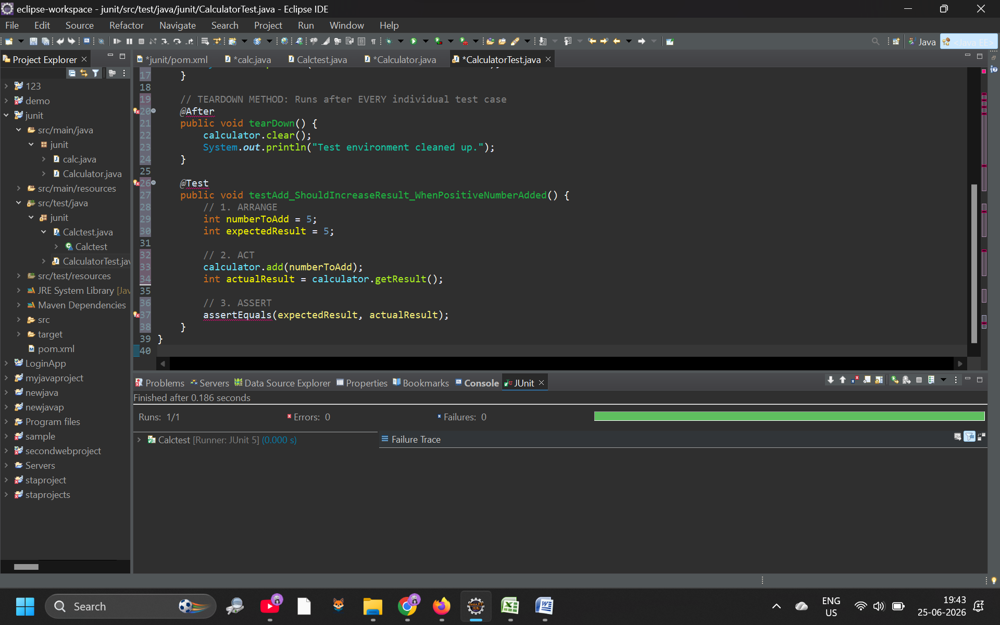 eclipse-workspace - junit/src/test/java/junit/CalculatorTest.java - Eclipse IDE
File Edit Source Refactor Navigate Search Project Run Window Help
Java <Java EE>
Project Explorer
*junit/pom.xml *calc.java Calctest.java *Calculator.java *CalculatorTest.java
123
demo
junit
src/main/java
junit
calc.java
Calculator.java
src/main/resources
src/test/java
junit
Calctest.java
Calctest
CalculatorTest.jav
src/test/resources
JRE System Library [Jav
Maven Dependencies
src
target
pom.xml
LoginApp
myjavaproject
newjava
newjavap
Program files
sample
secondwebproject
Servers
staproject
staprojects
17 }
18
19 // TEARDOWN METHOD: Runs after EVERY individual test case
20 @After
21 public void tearDown() {
22 calculator.clear();
23 System.out.println("Test environment cleaned up.");
24 }
25
26 @Test
27 public void testAdd_ShouldIncreaseResult_WhenPositiveNumberAdded() {
28 // 1. ARRANGE
29 int numberToAdd = 5;
30 int expectedResult = 5;
31
32 // 2. ACT
33 calculator.add(numberToAdd);
34 int actualResult = calculator.getResult();
35
36 // 3. ASSERT
37 assertEquals(expectedResult, actualResult);
38 }
39 }
40
Problems Servers Data Source Explorer Properties Bookmarks Console JUnit
Finished after 0.186 seconds
Runs: 1/1 Errors: 0 Failures: 0
Calctest [Runner: JUnit 5] (0.000 s)
Failure Trace
Search
ENG
US
19:43
25-06-2026